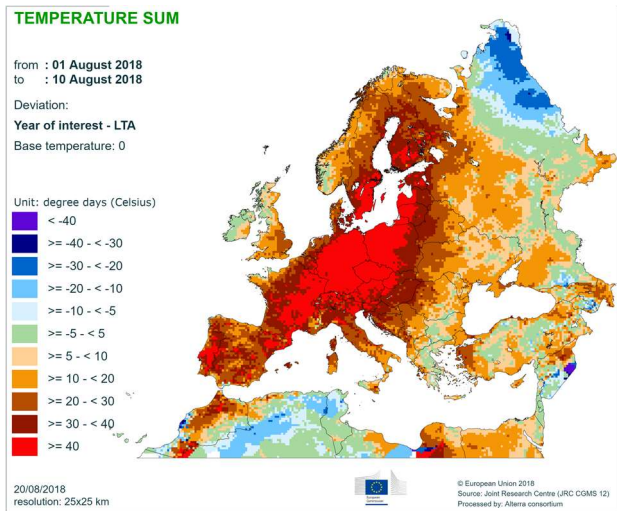 TEMPERATURE SUM
from : 01 August 2018
to : 10 August 2018
Deviation:
Year of interest - LTA
Base temperature: 0
Unit: degree days (Celsius)
< -40
>= -40 - < -30
>= -30 - < -20
>= -20 - < -10
>= -10 - < -5
>= -5 - < 5
>= 5 - < 10
>= 10 - < 20
>= 20 - < 30
>= 30 - < 40
>= 40
20/08/2018
resolution: 25x25 km
© European Union 2018
Source: Joint Research Centre (JRC CGMS 12)
Processed by: Alterra consortium